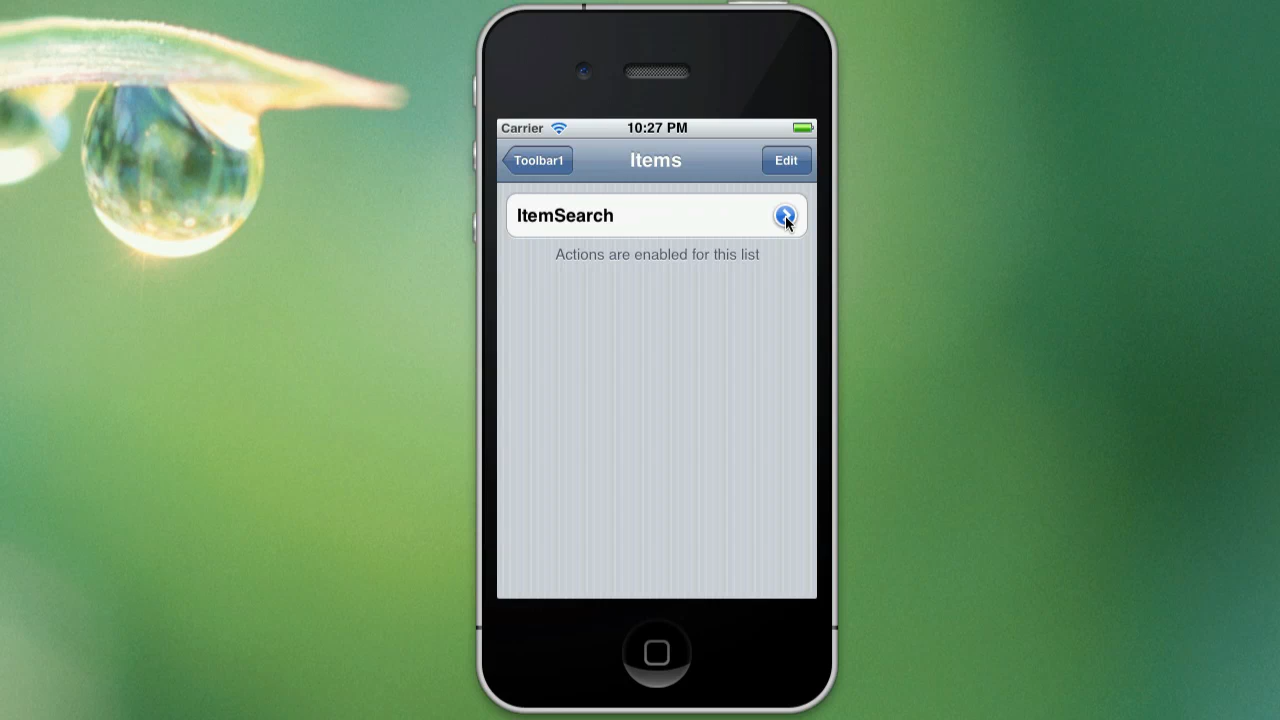 Carrier 10:27 PM
Toolbar1 Items Edit
ItemSearch
Actions are enabled for this list